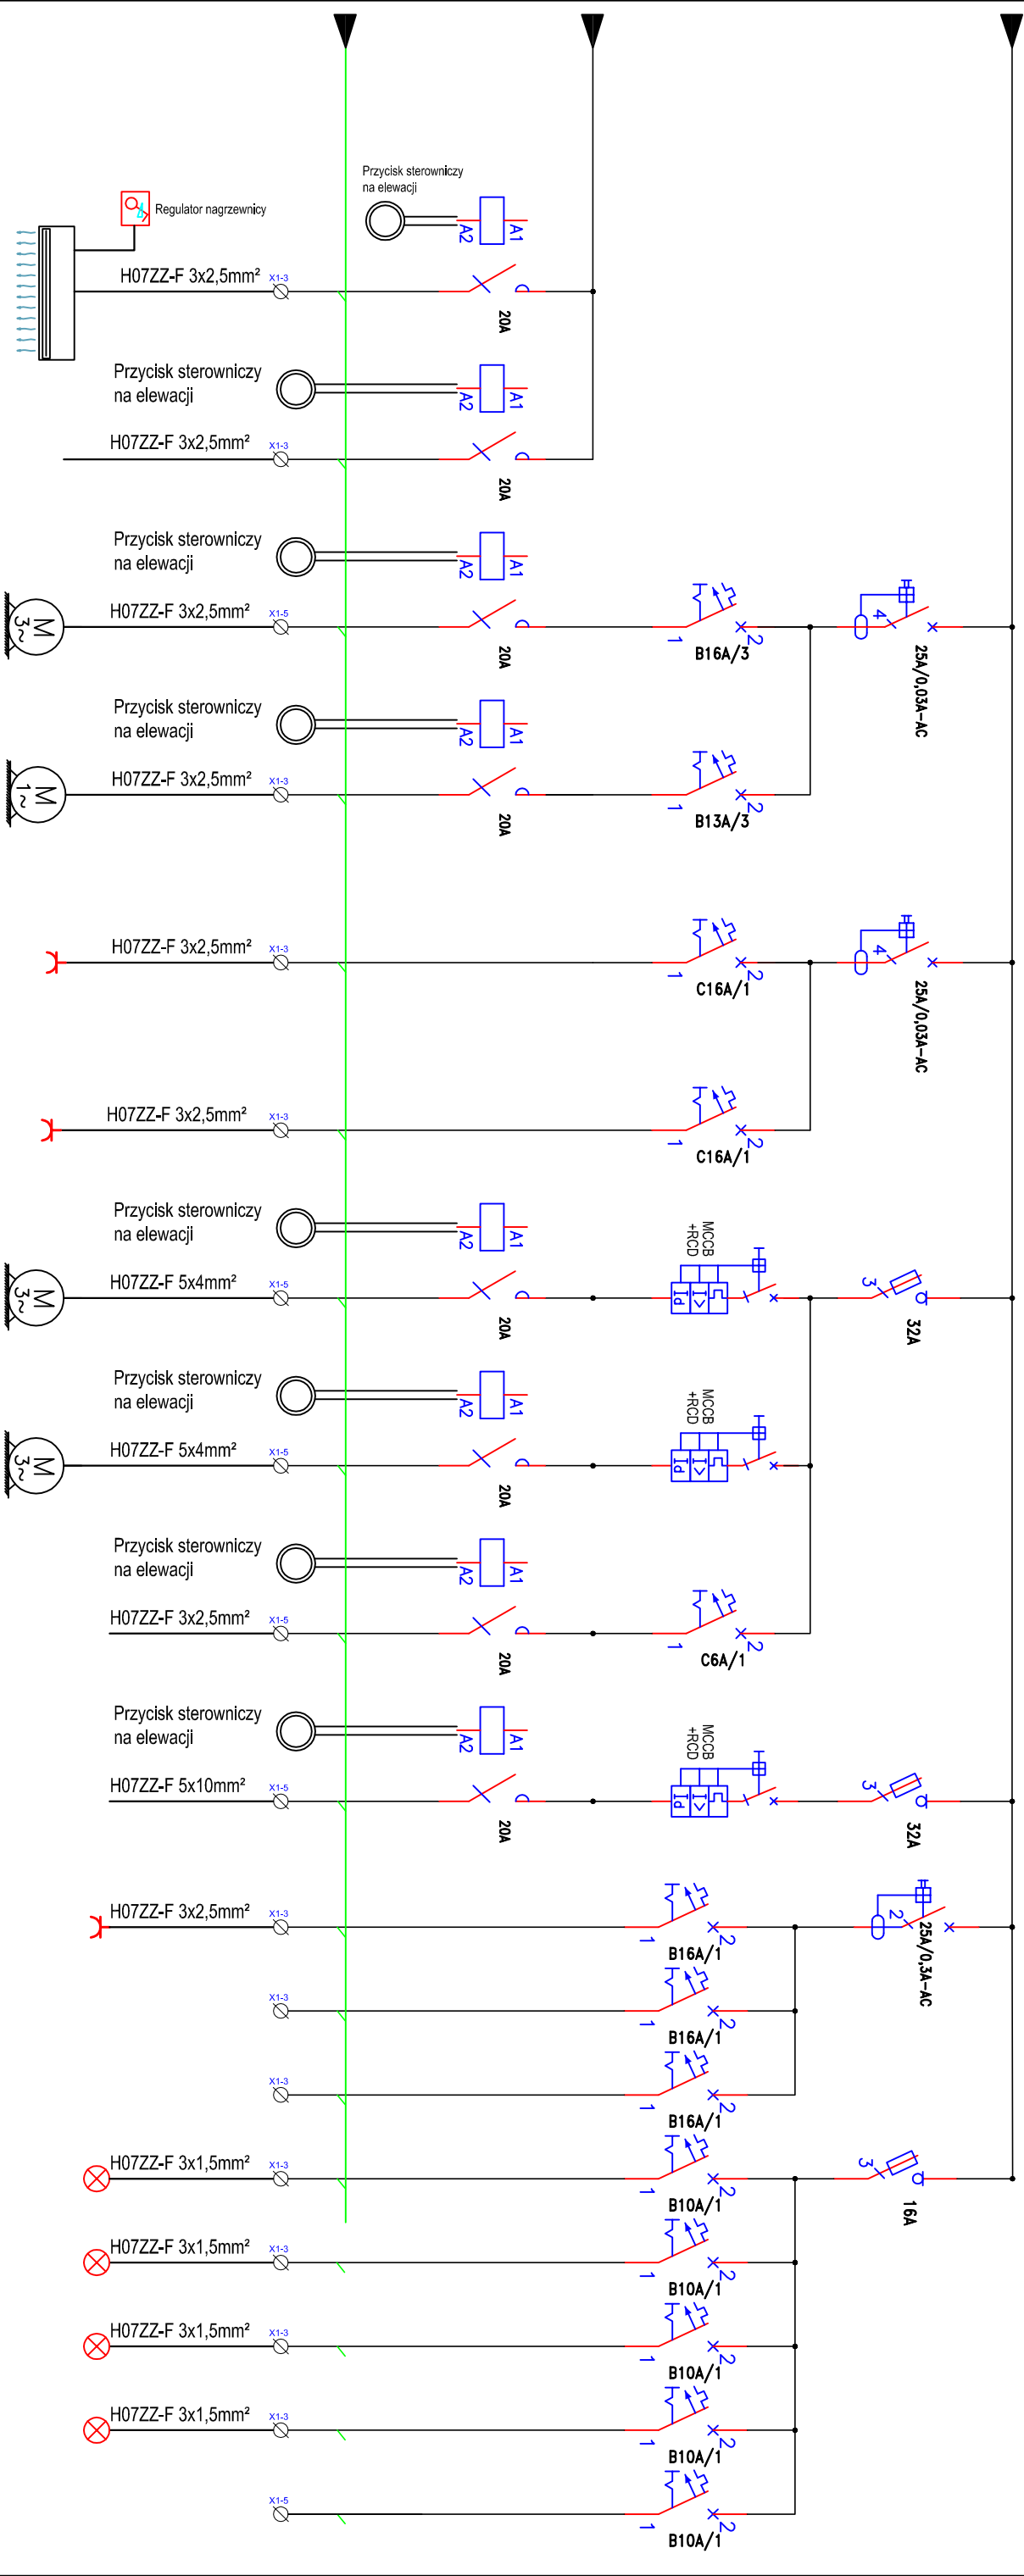 Przycisk sterowniczy
na elewacji
A2
A1
Regulator nagrzewnicy
H07ZZ-F 3x2,5mm²
X1-3
20A
Przycisk sterowniczy
na elewacji
A2
A1
H07ZZ-F 3x2,5mm²
X1-3
20A
Przycisk sterowniczy
na elewacji
A2
A1
H07ZZ-F 3x2,5mm²
X1-5
M
3~
20A
1
2
B16A/3
4
25A/0,03A-AC
Przycisk sterowniczy
na elewacji
A2
A1
H07ZZ-F 3x2,5mm²
X1-3
M
1~
20A
1
2
B13A/3
H07ZZ-F 3x2,5mm²
X1-3
1
2
C16A/1
4
25A/0,03A-AC
H07ZZ-F 3x2,5mm²
X1-3
1
2
C16A/1
Przycisk sterowniczy
na elewacji
A2
A1
MCCB
+RCD
H07ZZ-F 5x4mm²
X1-5
M
3~
20A
Id
I>
3
32A
Przycisk sterowniczy
na elewacji
A2
A1
MCCB
+RCD
H07ZZ-F 5x4mm²
X1-5
M
3~
20A
Id
I>
Przycisk sterowniczy
na elewacji
A2
A1
H07ZZ-F 3x2,5mm²
X1-5
20A
1
2
C6A/1
Przycisk sterowniczy
na elewacji
A2
A1
MCCB
+RCD
H07ZZ-F 5x10mm²
X1-5
20A
Id
I>
3
32A
H07ZZ-F 3x2,5mm²
X1-3
1
2
B16A/1
2
25A/0,3A-AC
X1-3
1
2
B16A/1
X1-3
1
2
B16A/1
H07ZZ-F 3x1,5mm²
X1-3
1
2
B10A/1
3
16A
H07ZZ-F 3x1,5mm²
X1-3
1
2
B10A/1
H07ZZ-F 3x1,5mm²
X1-3
1
2
B10A/1
H07ZZ-F 3x1,5mm²
X1-3
1
2
B10A/1
X1-5
1
2
B10A/1